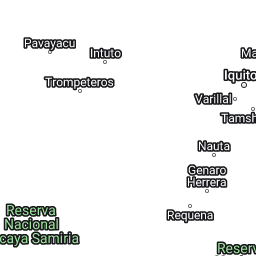 Pavayacu
Intuto
Ma
Iquito
Trompeteros
Varillal
Tamsh
Nauta
Genaro
Herrera
Requena
Reserva
Nacional
caya Samiria
Reserv